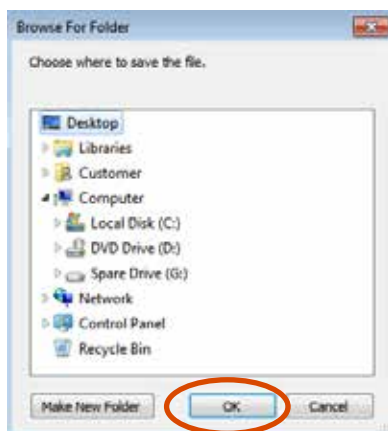 Browse For Folder
Choose where to save the file.
Desktop
Libraries
Customer
Computer
Local Disk (C:)
DVD Drive (D:)
Spare Drive (G:)
Network
Control Panel
Recycle Bin
Make New Folder OK Cancel